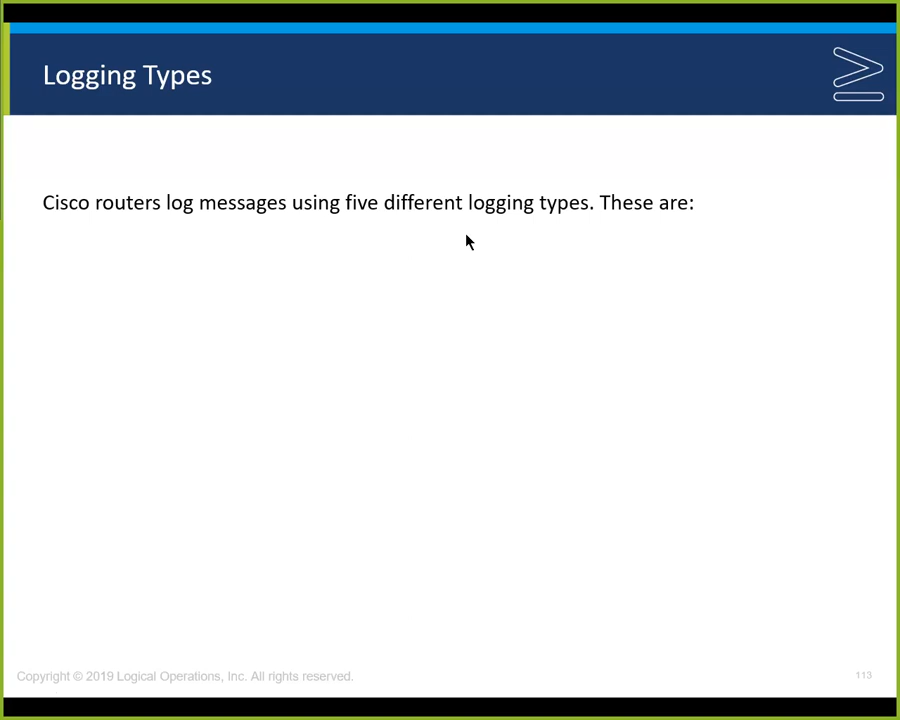 Logging Types
Cisco routers log messages using five different logging types. These are:
Copyright © 2019 Logical Operations, Inc. All rights reserved.
113